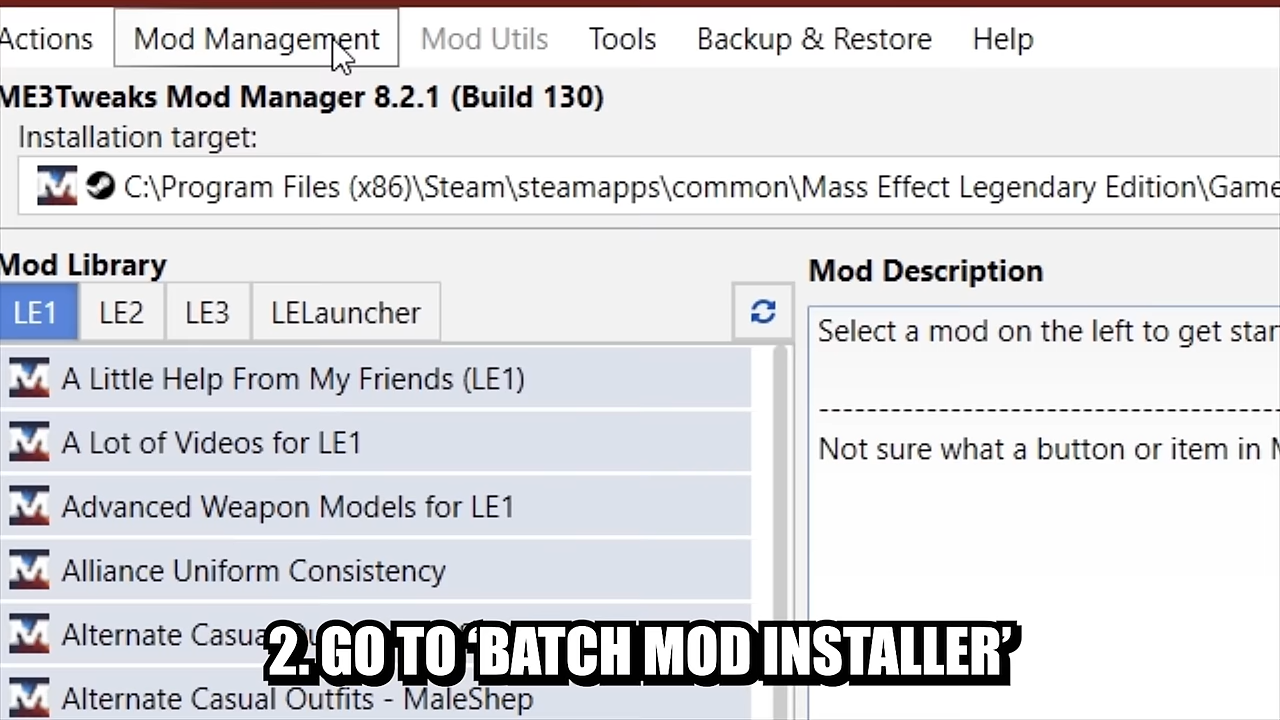 Actions Mod Management Mod Utils Tools Backup & Restore Help
ME3Tweaks Mod Manager 8.2.1 (Build 130)
Installation target:
C:\Program Files (x86)\Steam\steamapps\common\Mass Effect Legendary Edition\Game
Mod Library
Mod Description
LE1 LE2 LE3 LELauncher
Select a mod on the left to get star
A Little Help From My Friends (LE1)
--------------------------------
Not sure what a button or item in M
A Lot of Videos for LE1
Advanced Weapon Models for LE1
Alliance Uniform Consistency
Alternate Casual
2. GO TO ‘BATCH MOD INSTALLER’
Alternate Casual Outfits - MaleShep